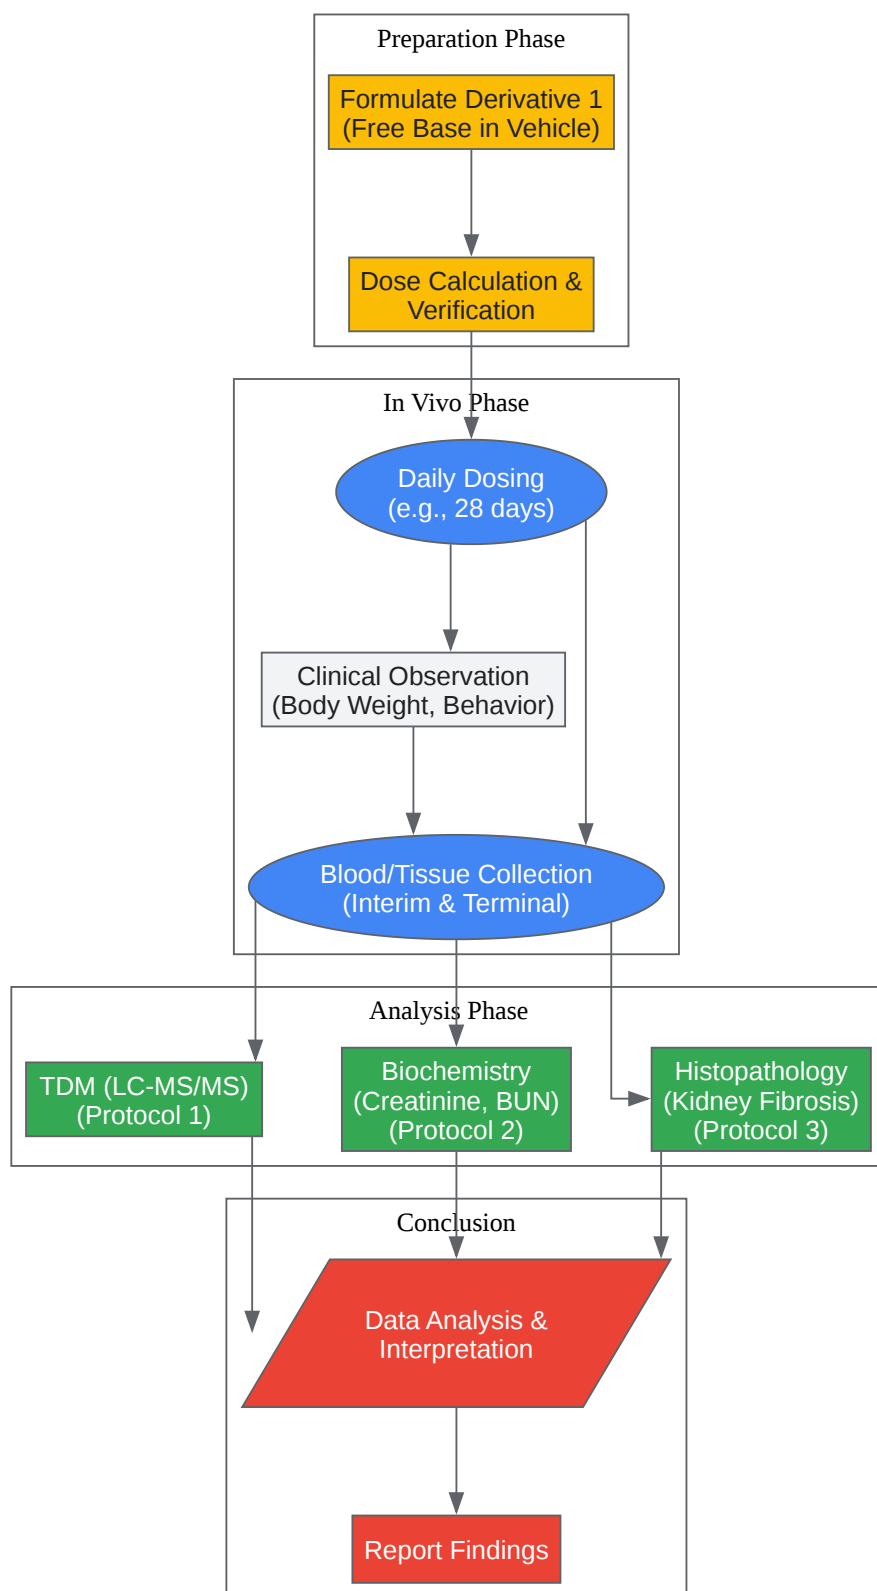 Preparation Phase
Formulate Derivative 1
(Free Base in Vehicle)
Dose Calculation &
Verification
In Vivo Phase
Daily Dosing
(e.g., 28 days)
Clinical Observation
(Body Weight, Behavior)
Blood/Tissue Collection
(Interim & Terminal)
Analysis Phase
TDM (LC-MS/MS)
(Protocol 1)
Biochemistry
(Creatinine, BUN)
(Protocol 2)
Histopathology
(Kidney Fibrosis)
(Protocol 3)
Conclusion
Data Analysis &
Interpretation
Report Findings